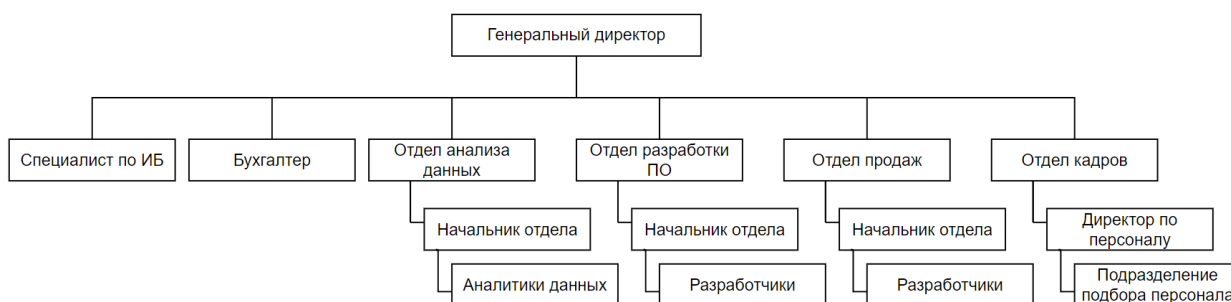 Генеральный директор
Специалист по ИБ
Бухгалтер
Отдел анализа
данных
Отдел разработки
ПО
Отдел продаж
Отдел кадров
Начальник отдела
Начальник отдела
Начальник отдела
Директор по
персоналу
Аналитики данных
Разработчики
Разработчики
Подразделение
подбора персонала